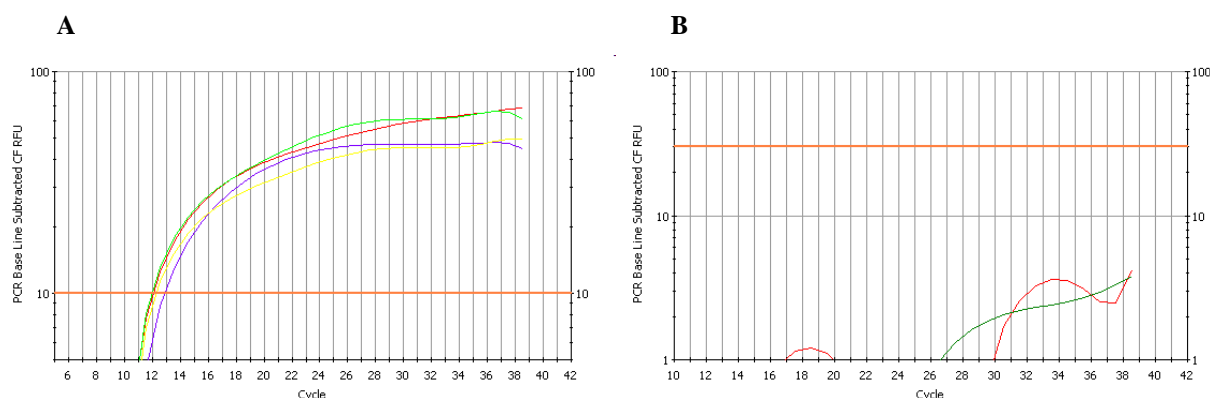 A
B
PCR Base Line Subtracted CF RFU
100
10
100
10
6 8 10 12 14 16 18 20 22 24 26 28 30 32 34 36 38 40 42
Cycle
PCR Base Line Subtracted CF RFU
100
10
1
100
10
1
10 12 14 16 18 20 22 24 26 28 30 32 34 36 38 40 42
Cycle